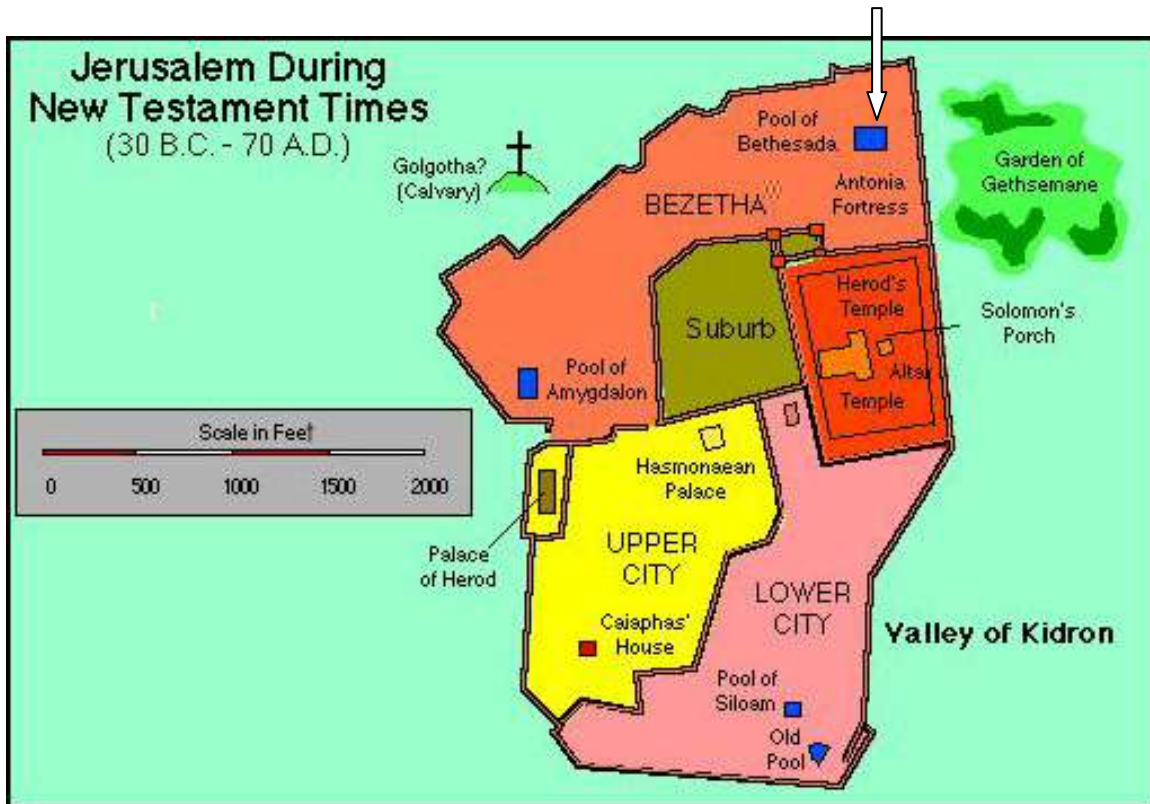 Jerusalem During
New Testament Times
(30 B.C. - 70 A.D.)
Golgotha?
(Calvary)
Pool of
Bethesada
Garden of
Gethsemane
Antonia
Fortress
BEZETHA
Herod's
Temple
Solomon's
Porch
Suburb
Altar
Temple
Pool of
Amygdalon
Scale in Feet
0 500 1000 1500 2000
Hasmonaean
Palace
Palace
of Herod
UPPER
CITY
LOWER
CITY
Valley of Kidron
Caiaphas'
House
Pool of
Siloam
Old
Pool